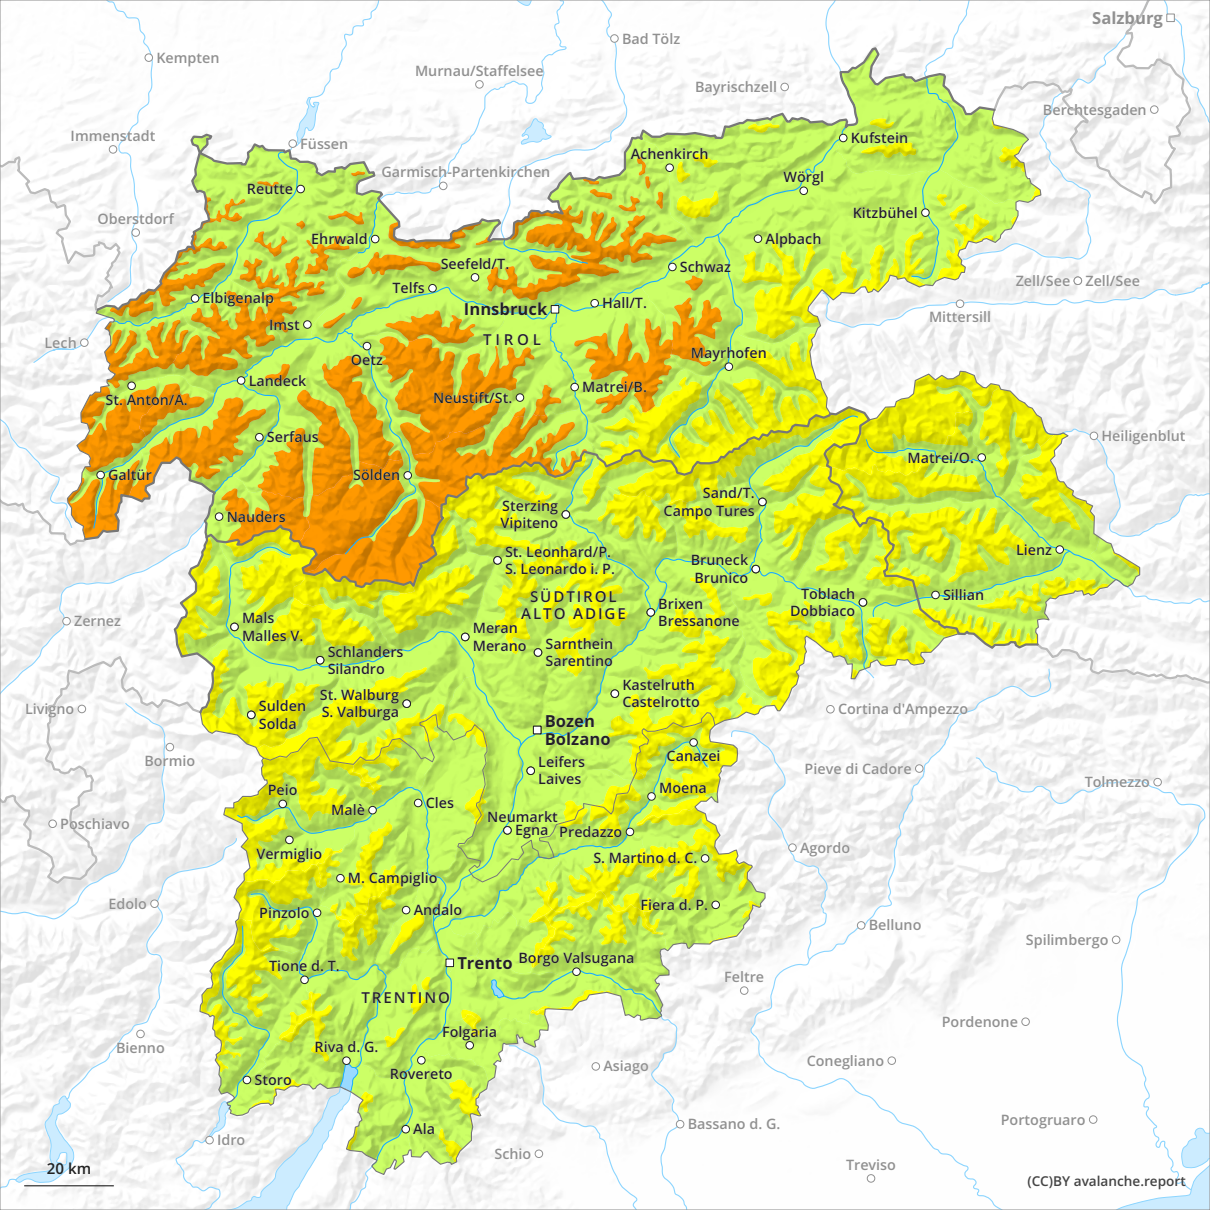 Salzburg
Bad Tölz
Kempten
Murnau/Staffelsee
Bayrischzell
Berchtesgaden
Immenstadt
Füssen
Kufstein
Achenkirch
Garmisch-Partenkirchen
Wörgl
Reutte
Oberstdorf
Kitzbühel
Ehrwald
Alpbach
Seefeld/T.
Schwaz
Zell/See
Zell/See
Telfs
Elbigenalp
Hall/T.
Innsbruck
Mittersill
Imst
TIROL
Lech
Mayrhofen
Oetz
Landeck
Matrei/B.
St. Anton/A.
Neustift/St.
Serfaus
Heiligenblut
Matrei/O.
Galtür
Sölden
Sand/T.
Campo Tures
Sterzing
Vipiteno
Nauders
Lienz
St. Leonhard/P.
S. Leonardo i. P.
Bruneck
Brunico
SÜDTIROL
ALTO ADIGE
Toblach
Dobbiaco
Sillian
Brixen
Bressanone
Zernez
Mals
Malles V.
Meran
Merano
Sarnthein
Sarentino
Schlanders
Silandro
Kastelruth
Castelrotto
St. Walburg
S. Valburga
Livigno
Sulden
Solda
Cortina d'Ampezzo
Bozen
Bolzano
Canazei
Bormio
Leifers
Laives
Pieve di Cadore
Tolmezzo
Peio
Moena
Malè
Cles
Neumarkt
Egna
Predazzo
Poschiavo
Vermiglio
Agordo
S. Martino d. C.
M. Campiglio
Edolo
Pinzolo
Andalo
Fiera d. P.
Belluno
Spilimbergo
Borgo Valsugana
Trento
Tione d. T.
Feltre
TRENTINO
Pordenone
Folgaria
Bienno
Riva d. G.
Conegliano
Asiago
Rovereto
Storo
Portogruaro
Bassano d. G.
Ala
Idro
Schio
Treviso
20 km
(CC)BY avalanche.report